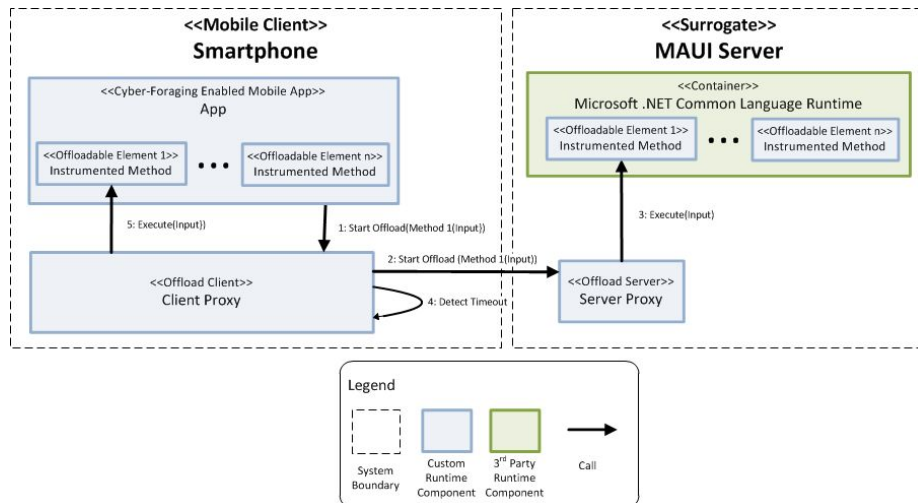 <<Mobile Client>>
Smartphone
<<Cyber-Foraging Enabled Mobile App>>
App
<<Offloadable Element 1>>
Instrumented Method
<<Offloadable Element n>>
Instrumented Method
5: Execute(Input))
1: Start Offload(Method 1(Input))
<<Offload Client>>
Client Proxy
2: Start Offload (Method 1(Input))
4: Detect Timeout
<<Surrogate>>
MAUI Server
<<Container>>
Microsoft .NET Common Language Runtime
<<Offloadable Element 1>>
Instrumented Method
<<Offloadable Element n>>
Instrumented Method
3: Execute(Input)
<<Offload Server>>
Server Proxy
Legend
System
Boundary
Custom
Runtime
Component
3rd Party
Runtime
Component
Call